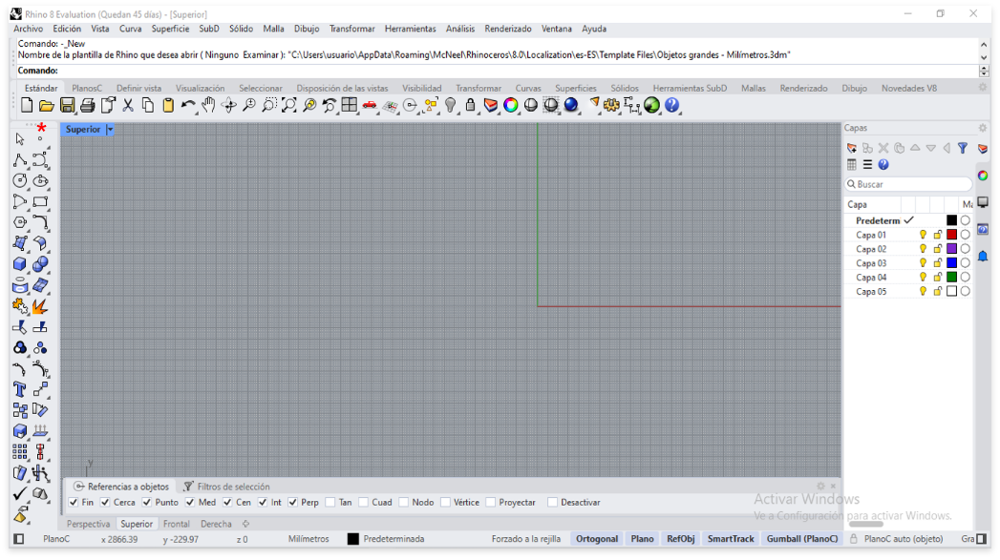 Rhino 8 Evaluation (Quedan 45 días) - [Superior]
Archivo Edición Vista Curva Superficie SubD Sólido Malla Dibujo Transformar Herramientas Análisis Renderizado Ventana Ayuda
Comando: -_New
Nombre de la plantilla de Rhino que desea abrir ( Ninguno Examinar ): "C:\Users\usuario\AppData\Roaming\McNeel\Rhinoceros\8.0\Localization\es-ES\Template Files\Objetos grandes - Milímetros.3dm"
Comando:
Estándar PlanosC Definir vista Visualización Seleccionar Disposición de las vistas Visibilidad Transformar Curvas Superficies Sólidos Herramientas SubD Mallas Renderizado Dibujo Novedades V8
Superior
Capas
Buscar
Capa Ma
Predeterm
Capa 01
Capa 02
Capa 03
Capa 04
Capa 05
y
Referencias a objetos Filtros de selección
Fin Cerca Punto Med Cen Int Perp Tan Cuad Nodo Vértice Proyectar Desactivar
Activar Windows
Ve a Configuración para activar Windows.
Perspectiva Superior Frontal Derecha
PlanoC x 2866.39 y -229.97 z 0 Milímetros Predeterminada Forzado a la rejilla Ortogonal Plano RefObj SmartTrack Gumball (PlanoC) PlanoC auto (objeto) Gra